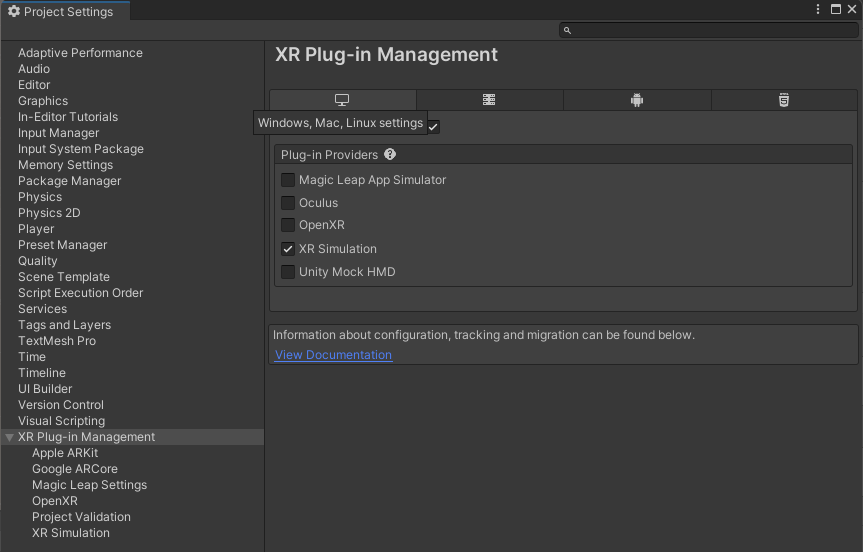 Project Settings
XR Plug-in Management
Adaptive Performance
Audio
Editor
Graphics
In-Editor Tutorials
Input Manager
Input System Package
Memory Settings
Package Manager
Physics
Physics 2D
Player
Preset Manager
Quality
Scene Template
Script Execution Order
Services
Tags and Layers
TextMesh Pro
Time
Timeline
UI Builder
Version Control
Visual Scripting
XR Plug-in Management
Apple ARKit
Google ARCore
Magic Leap Settings
OpenXR
Project Validation
XR Simulation
Windows, Mac, Linux settings
Plug-in Providers
Magic Leap App Simulator
Oculus
OpenXR
XR Simulation
Unity Mock HMD
Information about configuration, tracking and migration can be found below.
View Documentation